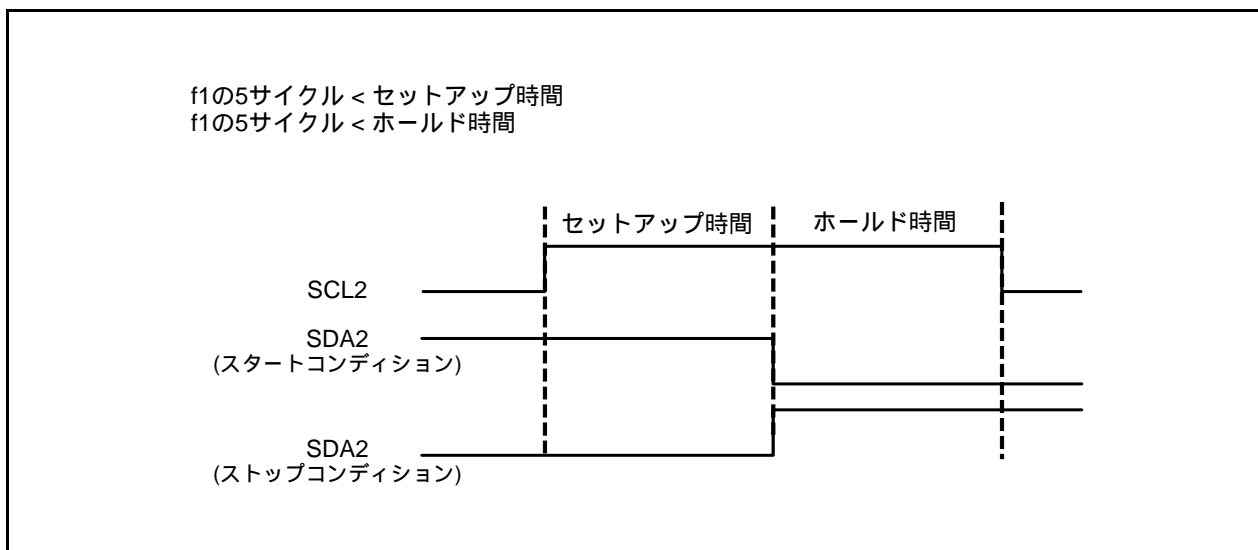 f1の5サイクル < セットアップ時間
f1の5サイクル < ホールド時間
セットアップ時間
ホールド時間
SCL2
SDA2
(スタートコンディション)
SDA2
(ストップコンディション)